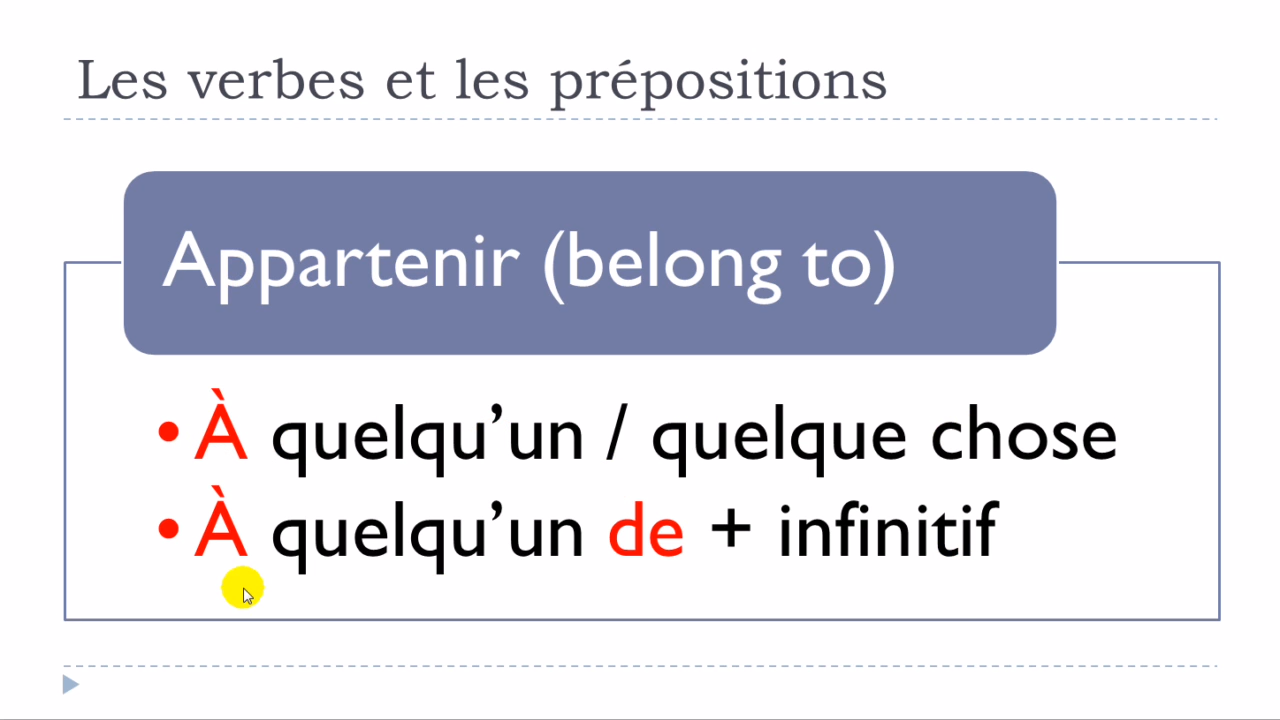 Les verbes et les prépositions
Appartenir (belong to)
•À quelqu’un / quelque chose
•À quelqu’un de + infinitif